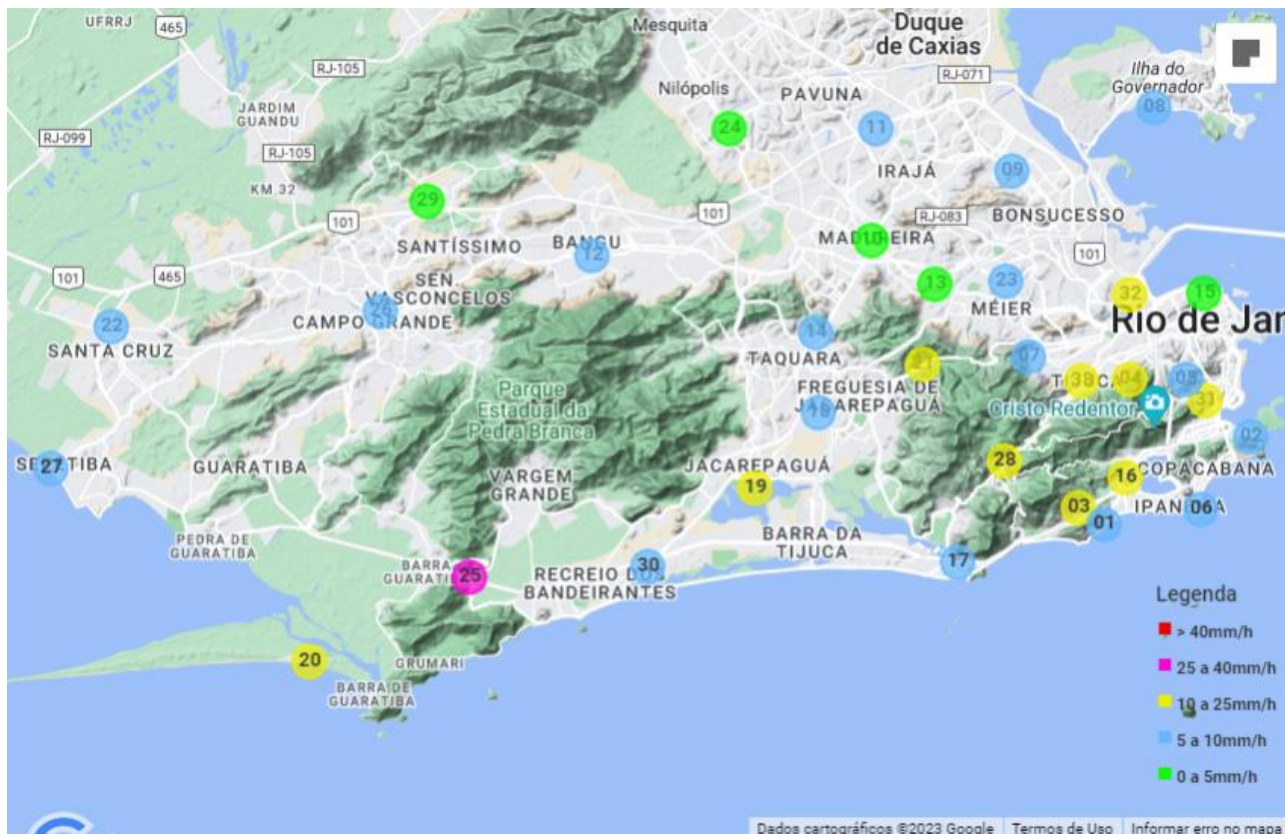 UFRRJ
465
Mesquita
Duque
de Caxias
RJ-105
RJ-071
Ilha do
Governador
08
JARDIM
GUANDU
Nilópolis
PAVUNA
24
11
RJ-099
RJ-105
IRAJÁ
09
KM 32
29
101
101
RJ-083
BONSUCESSO
SANTÍSSIMO
BANGU
12
MADUREIRA
10
101
101
465
SEN.
VASCONCELOS
13
23
MÉIER
32
15
22
CAMPO GRANDE
Rio de Jan
SANTA CRUZ
14
TAQUARA
07
Parque
Estadual da
Pedra Branca
FREGUESIA DE
JACAREPAGUÁ
18
TIJUCA
04
05
Cristo Redentor
31
02
27
GUARATIBA
JACAREPAGUÁ
28
COPACABANA
VARGEM
GRANDE
19
16
03
01
IPANEMA
06
PEDRA DE
GUARATIBA
BARRA DA
TIJUCA
17
BARRA
GUARATI
25
RECREIO DOS
BANDEIRANTES
30
20
GRUMARI
BARRA DE
GUARATIBA
Legenda
> 40mm/h
25 a 40mm/h
10 a 25mm/h
5 a 10mm/h
0 a 5mm/h
Dados cartográficos ©2023 Google
Termos de Uso
Informar erro no mapa